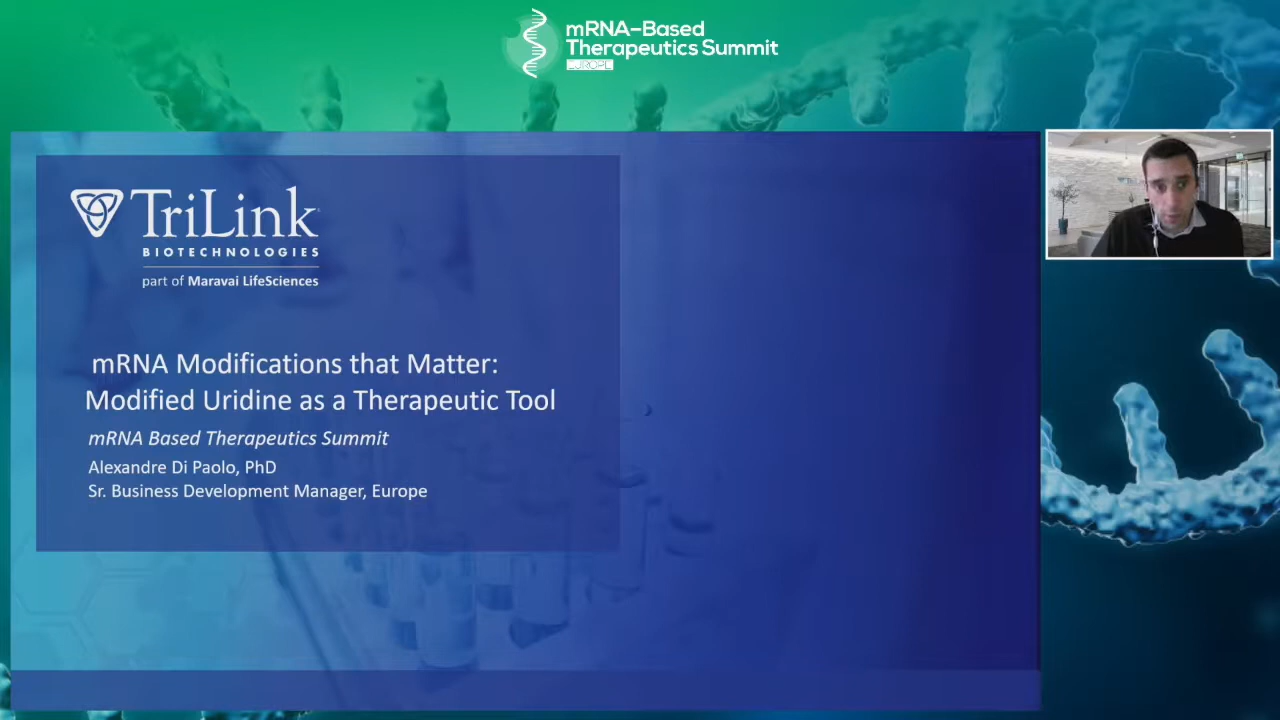 mRNA-Based
Therapeutics Summit
EUROPE
TriLink
BIOTECHNOLOGIES
part of Maravai LifeSciences
mRNA Modifications that Matter:
Modified Uridine as a Therapeutic Tool
mRNA Based Therapeutics Summit
Alexandre Di Paolo, PhD
Sr. Business Development Manager, Europe